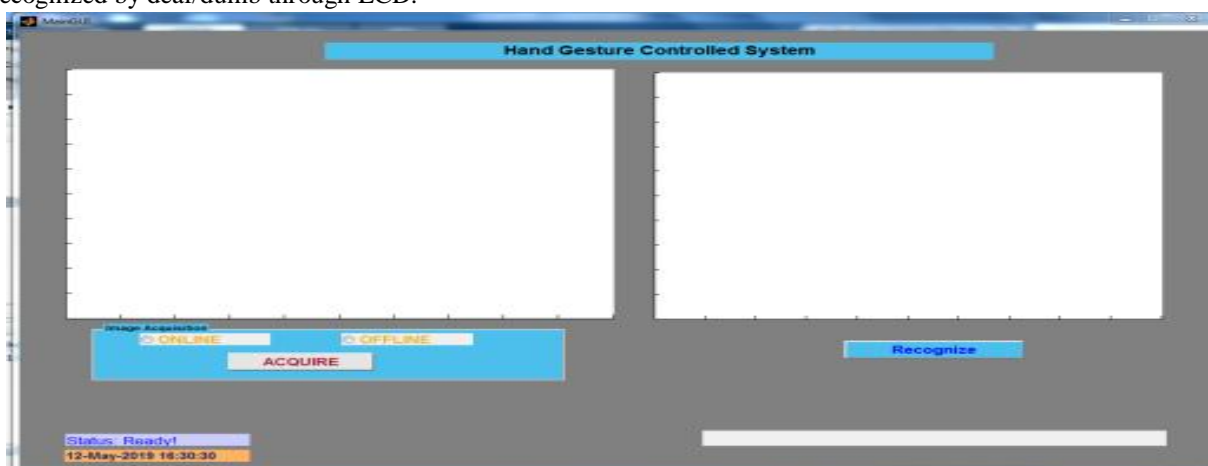 ecognized by deaf/dumb through LCD.
MainGUI
Hand Gesture Controlled System
Image Acquisition
ONLINE OFFLINE
ACQUIRE
Recognize
Status: Ready!
12-May-2019 16:30:30